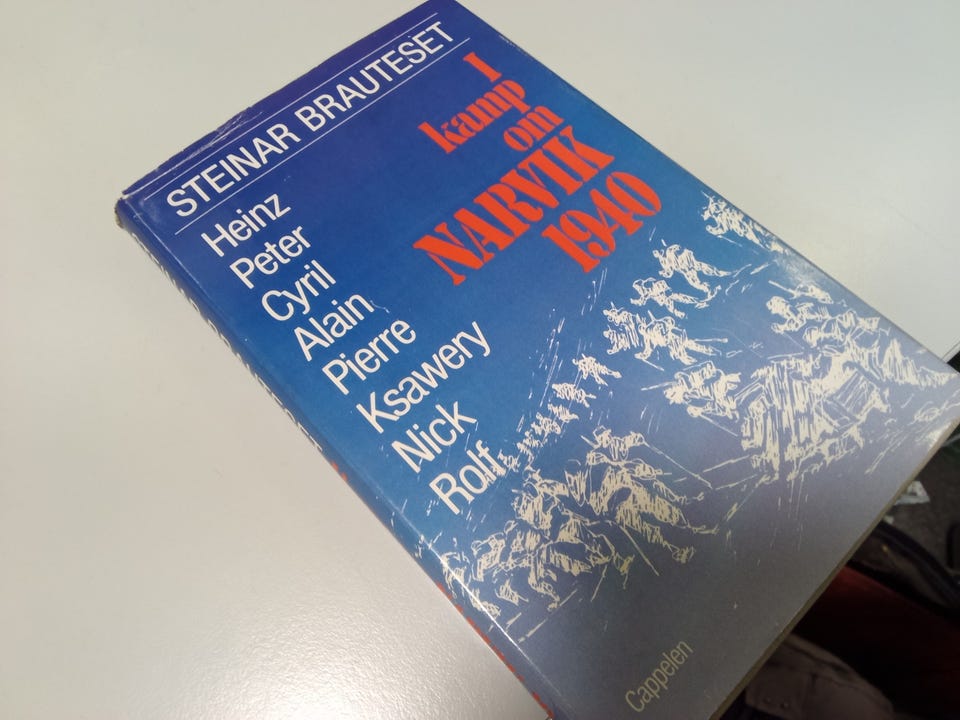 STEINAR BRAUTESET
Heinz
Peter
Cyril
Alain
Pierre
Ksawery
Nick
Rolf
I
kamp
om
NARVIK
1940
Cappelen